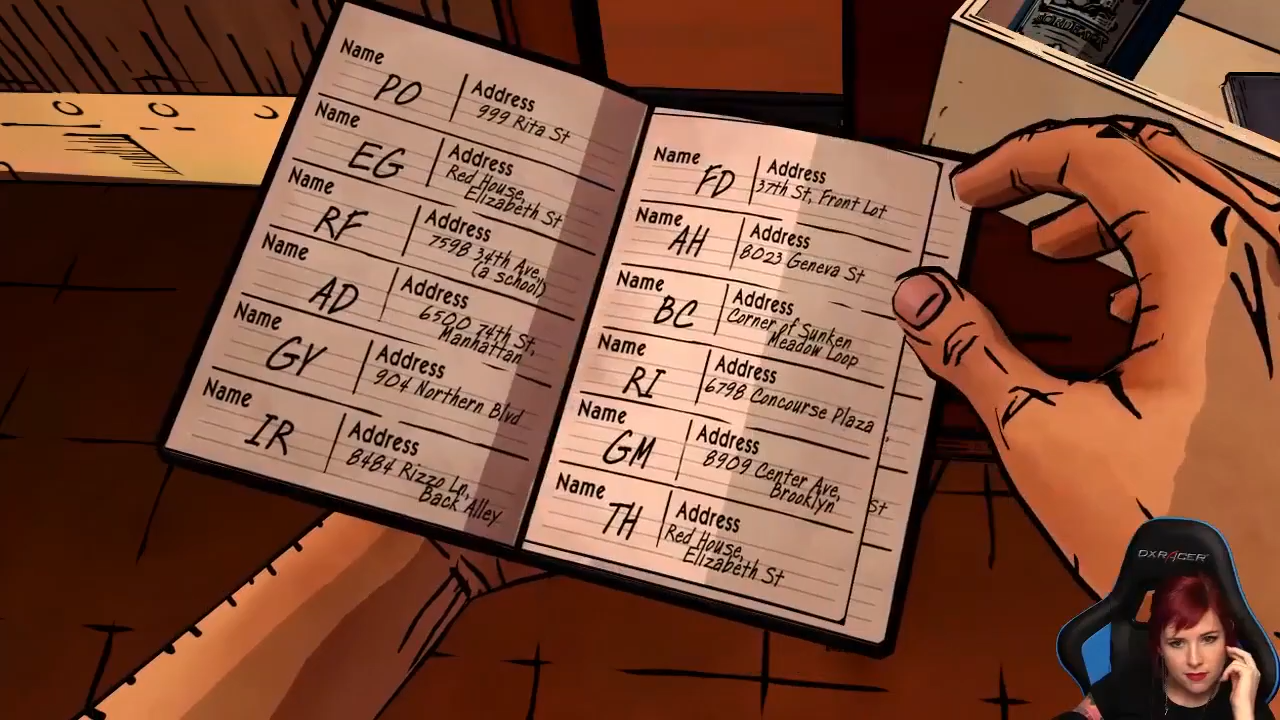 Name
PO
Address
999 Rita St
Name
EG
Address
Red House,
Elizabeth St
Name
RF
Address
7598 34th Ave,
(a school)
Name
AD
Address
6500 74th St,
Manhattan
Name
GY
Address
904 Northern Blvd
Name
IR
Address
8484 Rizzo Ln,
Back Alley
Name
FD
Address
37th St, Front Lot
Name
AH
Address
8023 Geneva St
Name
BC
Address
Corner of Sunken
Meadow Loop
Name
RI
Address
6798 Concourse Plaza
Name
GM
Address
8909 Center Ave,
Brooklyn
St
Name
TH
Address
Red House,
Elizabeth St
DXRACER